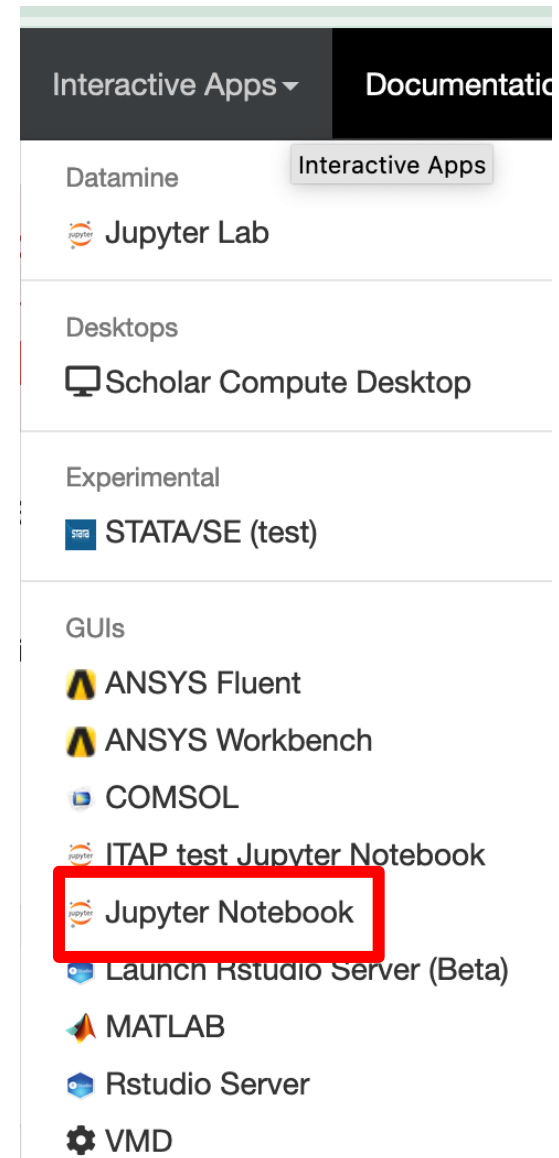 Interactive Apps Documentatio
Interactive Apps
Datamine
Jupyter Lab
Desktops
Scholar Compute Desktop
Experimental
STATA/SE (test)
GUIs
ANSYS Fluent
ANSYS Workbench
COMSOL
ITAP test Jupyter Notebook
Jupyter Notebook
Launch Rstudio Server (Beta)
MATLAB
Rstudio Server
VMD